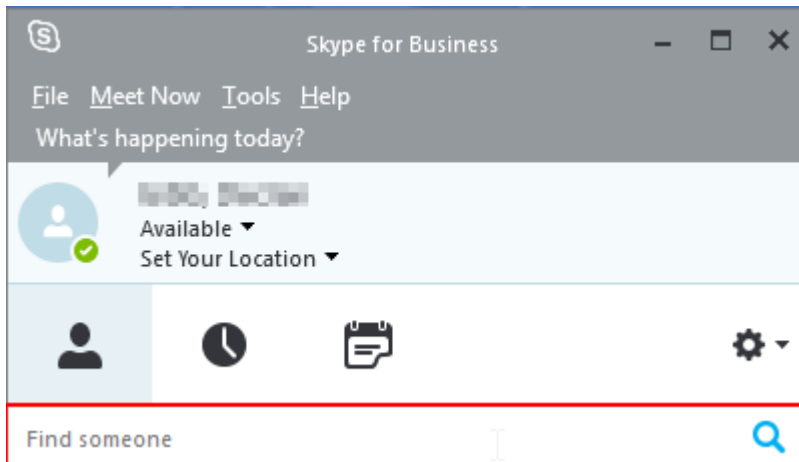 Skype for Business
File Meet Now Tools Help
What's happening today?
Available
Set Your Location
Find someone